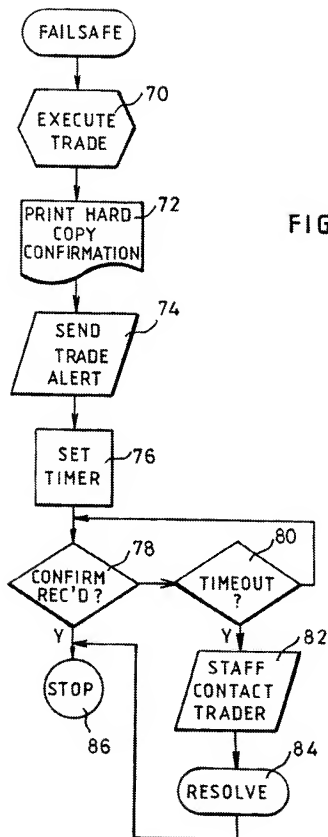 FAILSAFE
70
EXECUTE
TRADE
72
PRINT HARD
COPY
CONFIRMATION
FIG
74
SEND
TRADE
ALERT
SET
TIMER
76
78
CONFIRM
REC'D?
Y
80
TIMEOUT
?
Y
82
STAFF
CONTACT
TRADER
STOP
86
84
RESOLVE